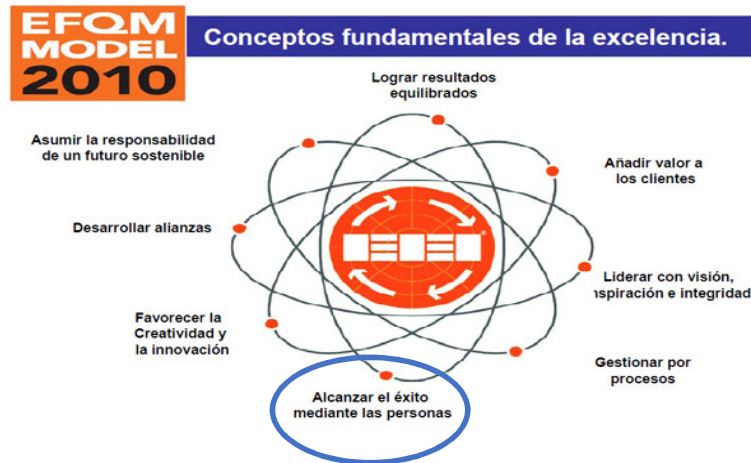 EFQM
MODEL
2010
Conceptos fundamentales de la excelencia.
Lograr resultados
equilibrados
Asumir la responsabilidad
de un futuro sostenible
Añadir valor a
los clientes
Desarrollar alianzas
Liderar con visión,
nspiración e integridad
Favorecer la
Creatividad y
la innovación
Gestionar por
procesos
Alcanzar el éxito
mediante las personas